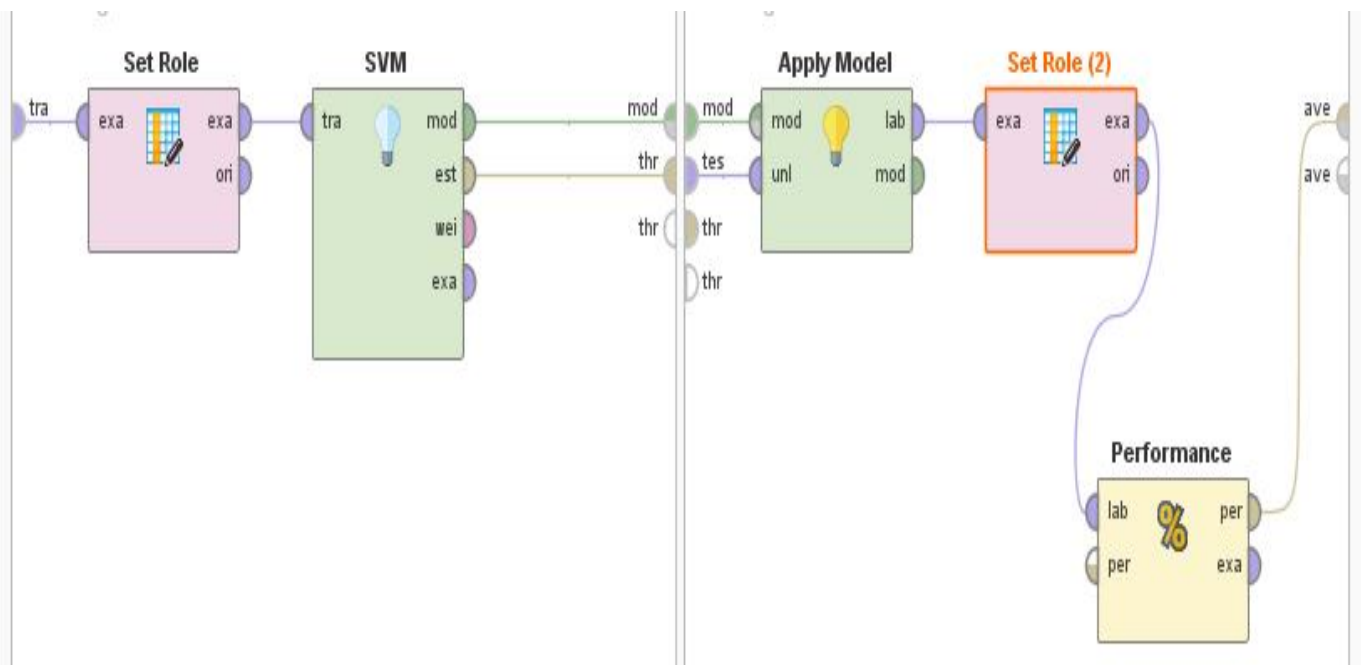 Set Role
SVM
Apply Model
Set Role (2)
tra
exa
exa
ori
tra
mod
est
wei
exa
mod
thr
thr
mod
tes
thr
thr
mod
unl
lab
mod
exa
exa
ori
ave
ave
Performance
lab
per
per
exa